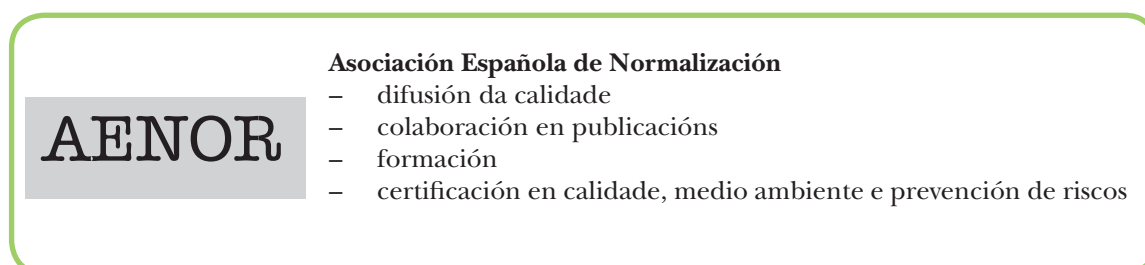 AENOR
Asociación Española de Normalización
– difusión da calidade
– colaboración en publicacións
– formación
– certificación en calidade, medio ambiente e prevención de riscos